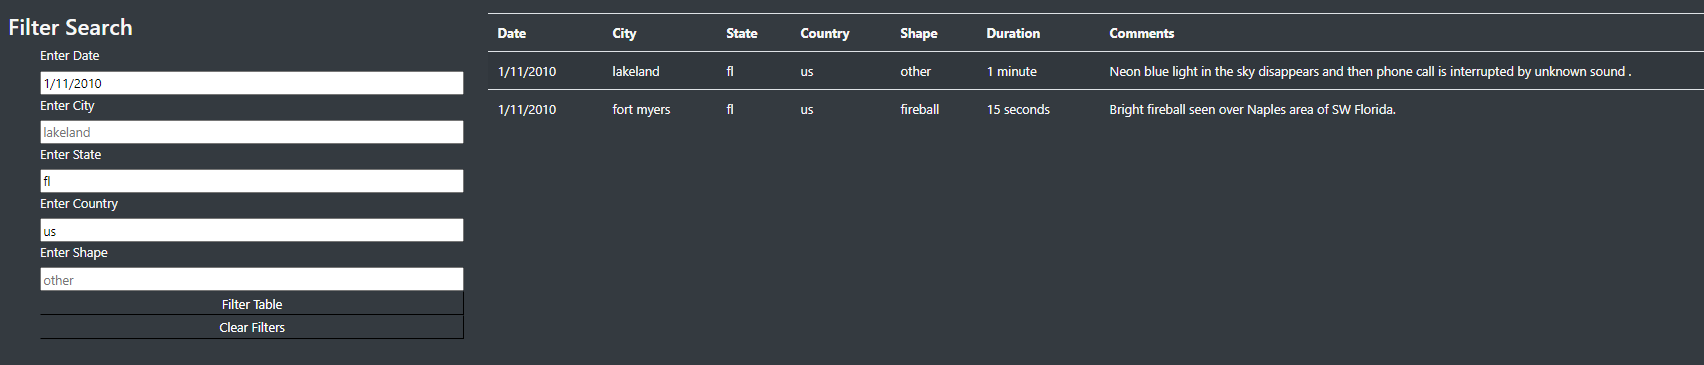 Filter Search
Enter Date
1/11/2010
Enter City
lakeland
Enter State
fl
Enter Country
us
Enter Shape
other
Filter Table
Clear Filters
Date City State Country Shape Duration Comments
1/11/2010 lakeland fl us other 1 minute Neon blue light in the sky disappears and then phone call is interrupted by unknown sound .
1/11/2010 fort myers fl us fireball 15 seconds Bright fireball seen over Naples area of SW Florida.